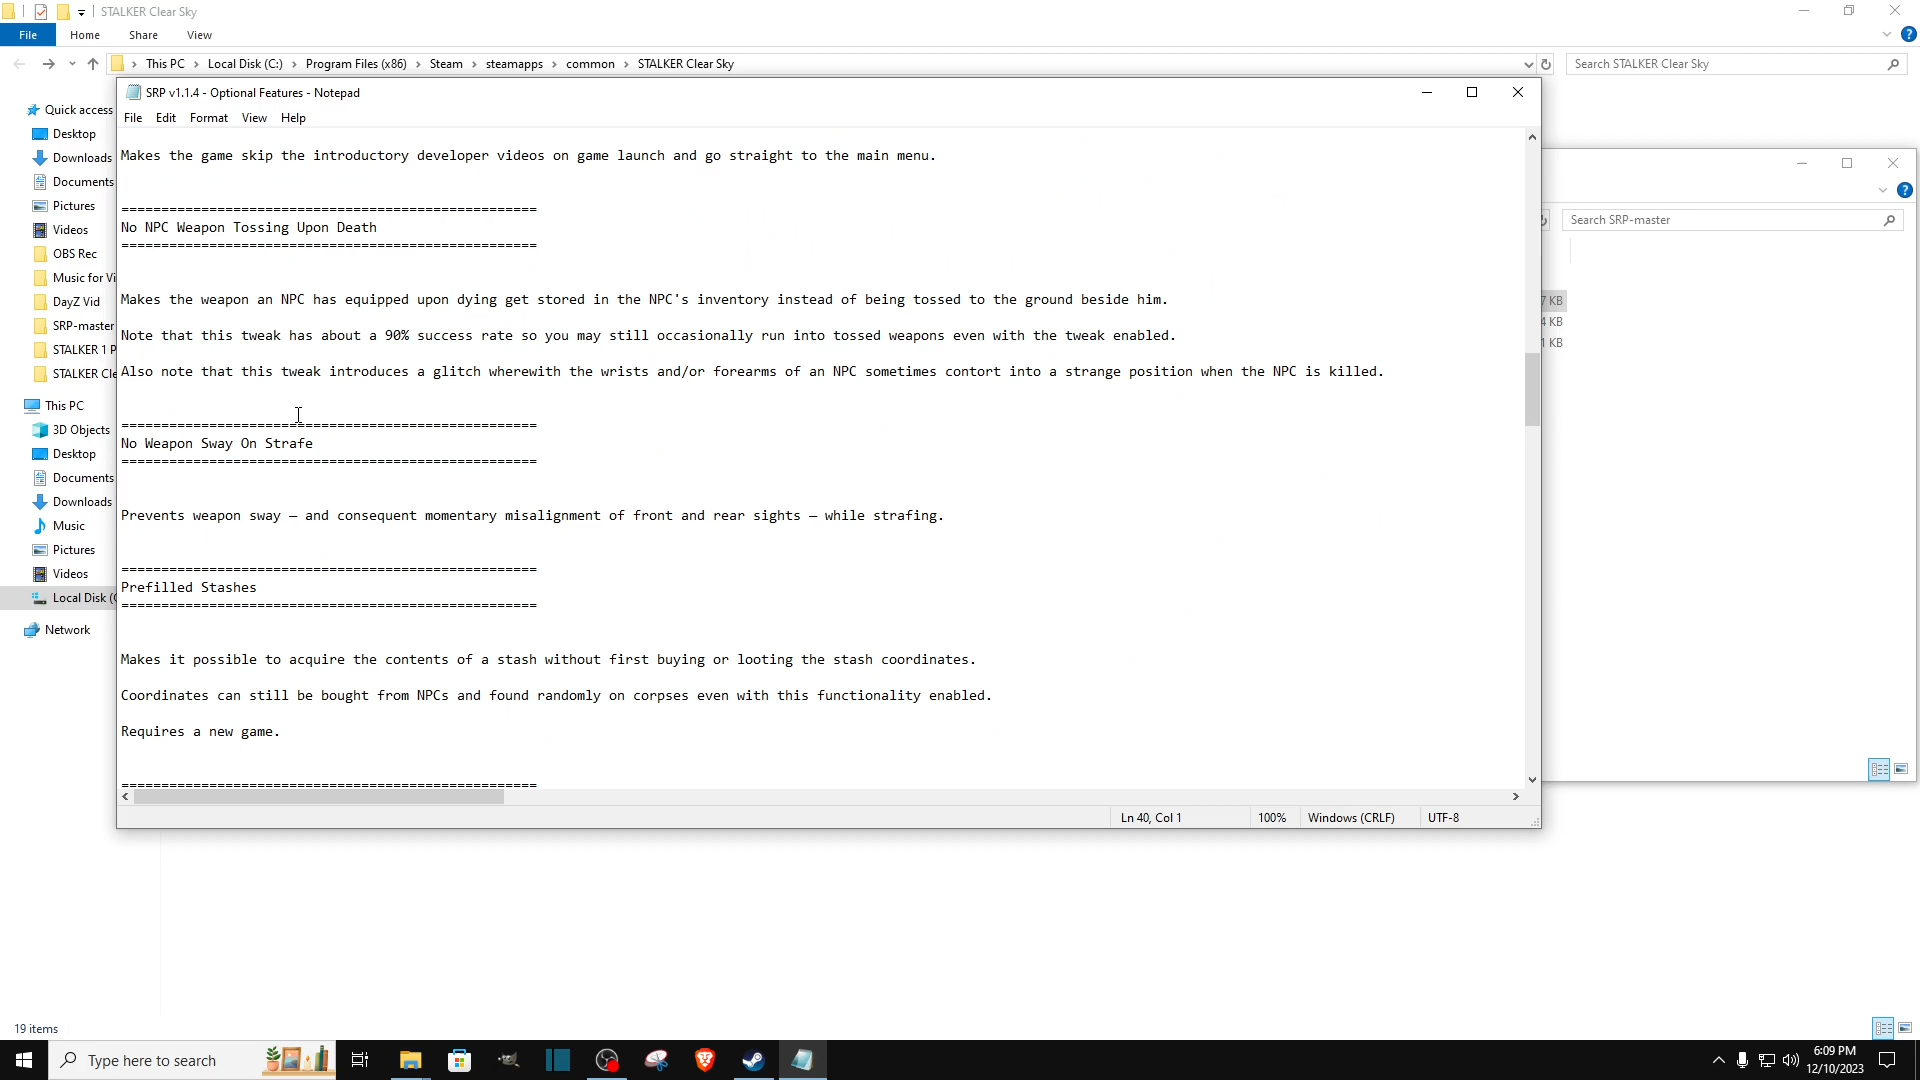 STALKER Clear Sky
File Home Share View
This PC Local Disk (C:) Program Files (x86) Steam steamapps common STALKER Clear Sky
Search STALKER Clear Sky
SRP v1.1.4 - Optional Features - Notepad
File Edit Format View Help
Quick access
Desktop
Downloads
Documents
Pictures
Videos
OBS Rec
Music for Vi
DayZ Vid
SRP-master
STALKER 1 P
STALKER Cle
This PC
3D Objects
Desktop
Documents
Downloads
Music
Pictures
Videos
Local Disk (C
Network
Makes the game skip the introductory developer videos on game launch and go straight to the main menu.
====================================================
No NPC Weapon Tossing Upon Death
====================================================
Makes the weapon an NPC has equipped upon dying get stored in the NPC's inventory instead of being tossed to the ground beside him.
Note that this tweak has about a 90% success rate so you may still occasionally run into tossed weapons even with the tweak enabled.
Also note that this tweak introduces a glitch wherewith the wrists and/or forearms of an NPC sometimes contort into a strange position when the NPC is killed.
====================================================
No Weapon Sway On Strafe
====================================================
Prevents weapon sway — and consequent momentary misalignment of front and rear sights — while strafing.
====================================================
Prefilled Stashes
====================================================
Makes it possible to acquire the contents of a stash without first buying or looting the stash coordinates.
Coordinates can still be bought from NPCs and found randomly on corpses even with this functionality enabled.
Requires a new game.
====================================================
Ln 40, Col 1 100% Windows (CRLF) UTF-8
Search SRP-master
7 KB
4 KB
1 KB
19 items
Type here to search
6:09 PM
12/10/2023